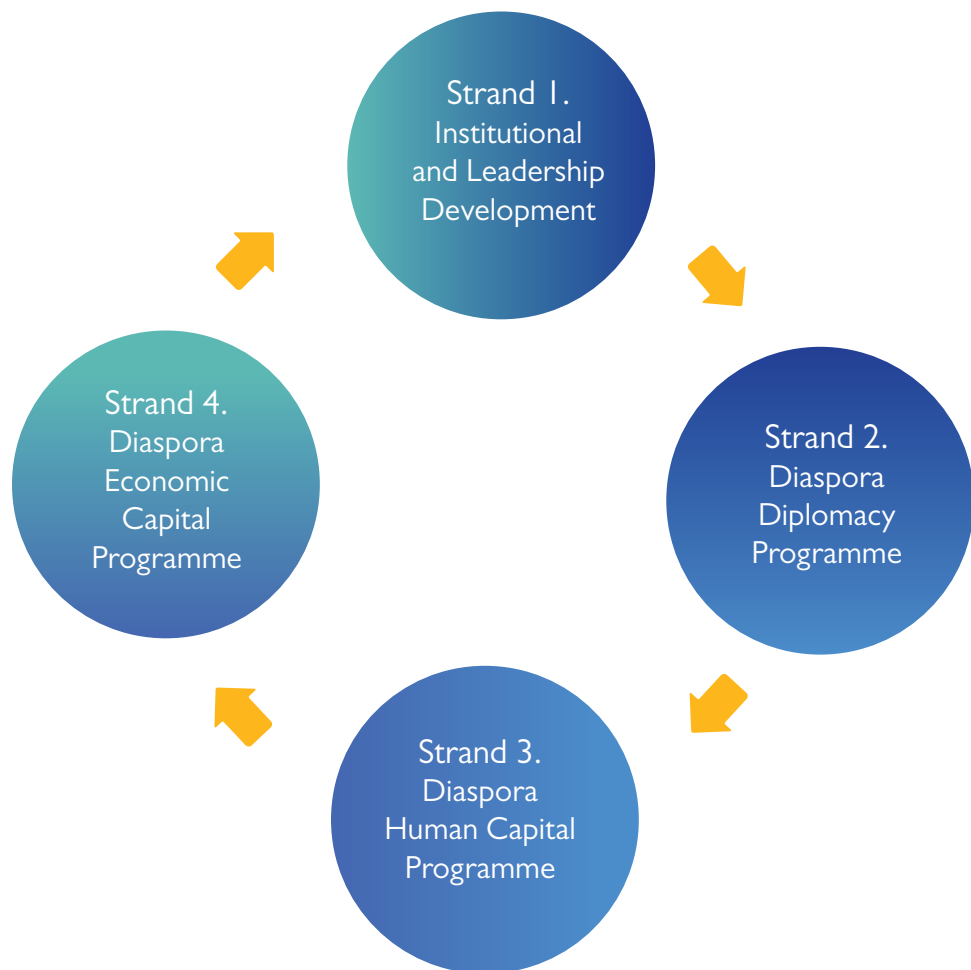 Strand 1.
Institutional
and Leadership
Development
Strand 2.
Diaspora
Diplomacy
Programme
Strand 3.
Diaspora
Human Capital
Programme
Strand 4.
Diaspora
Economic
Capital
Programme